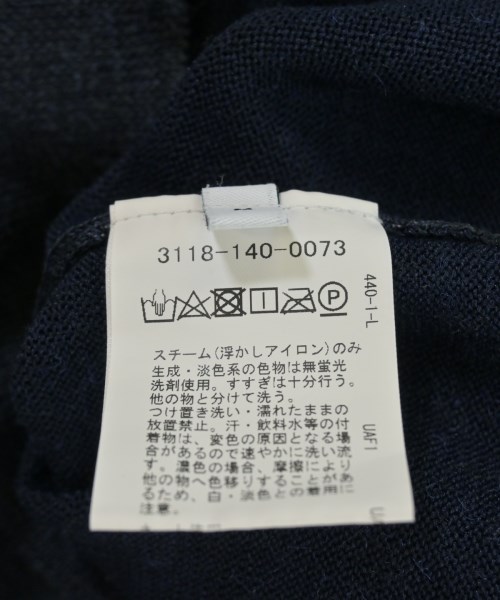 3118-140-0073
P
スチーム(浮かしアイロン)のみ
生成・淡色系の色物は無蛍光
洗剤使用。すすぎは十分行う。
他の物と分けて洗う。
つけ置き洗い・濡れたままの
放置禁止。汗・飲料水等の付
着物は、変色の原因となる場
合があるので速やかに洗い流
す。濃色の場合、摩擦により
他の物へ色移りすることがあ
るため、白・淡色との着用に
注意。
440-1-L
UAF1